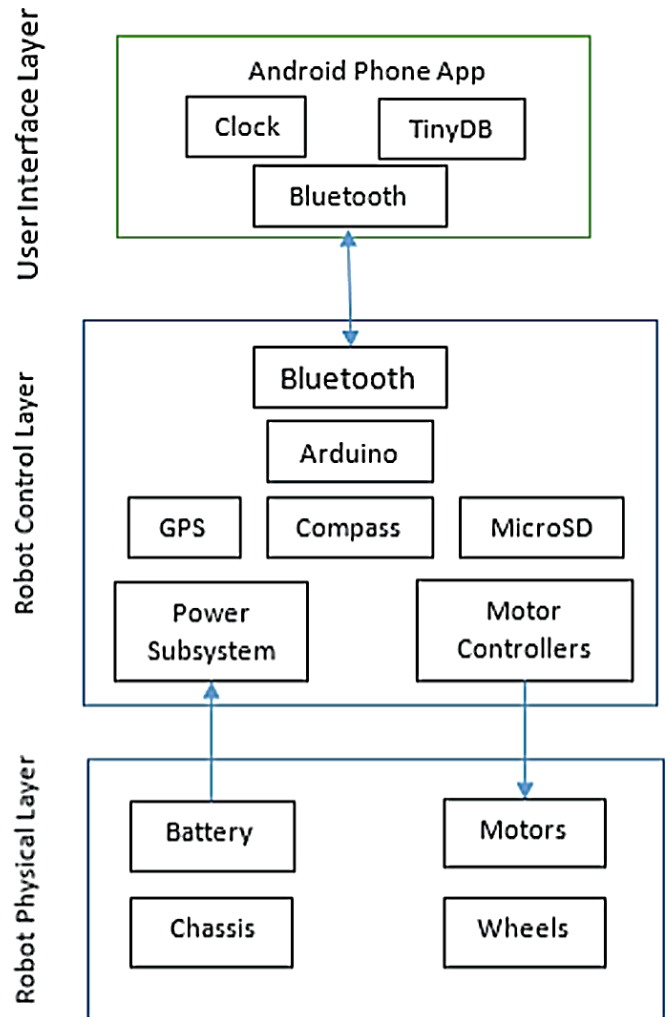 User Interface Layer
Android Phone App
Clock
TinyDB
Bluetooth
Robot Control Layer
Bluetooth
Arduino
GPS
Compass
MicroSD
Power
Subsystem
Motor
Controllers
Robot Physical Layer
Battery
Motors
Chassis
Wheels